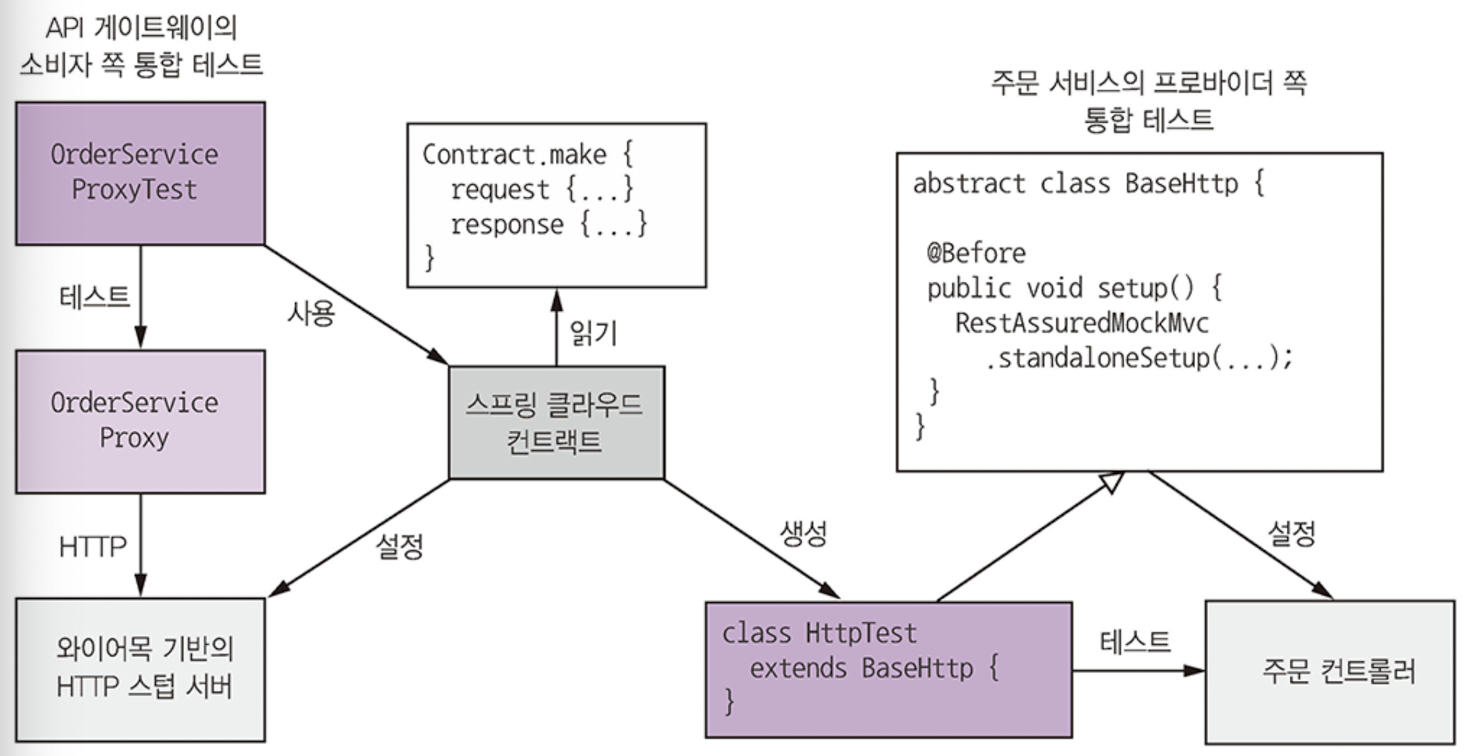 API 게이트웨이의
소비자 쪽 통합 테스트
OrderService
ProxyTest
테스트
사용
OrderService
Proxy
HTTP
와이어목 기반의
HTTP 스텁 서버
Contract.make {
request {...}
response {...}
}
읽기
스프링 클라우드
컨트랙트
설정
생성
주문 서비스의 프로바이더 쪽
통합 테스트
abstract class BaseHttp {
@Before
public void setup() {
RestAssuredMockMvc
.standaloneSetup(...);
}
}
설정
class HttpTest
extends BaseHttp {
}
테스트
주문 컨트롤러